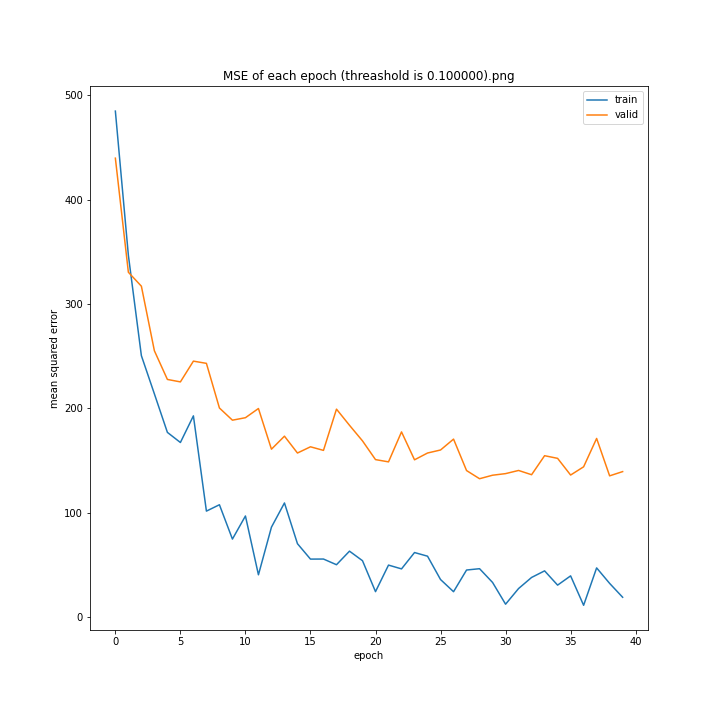 MSE of each epoch (threashold is 0.100000).png
train
valid
500
400
300
200
100
0
mean squared error
0 5 10 15 20 25 30 35 40
epoch